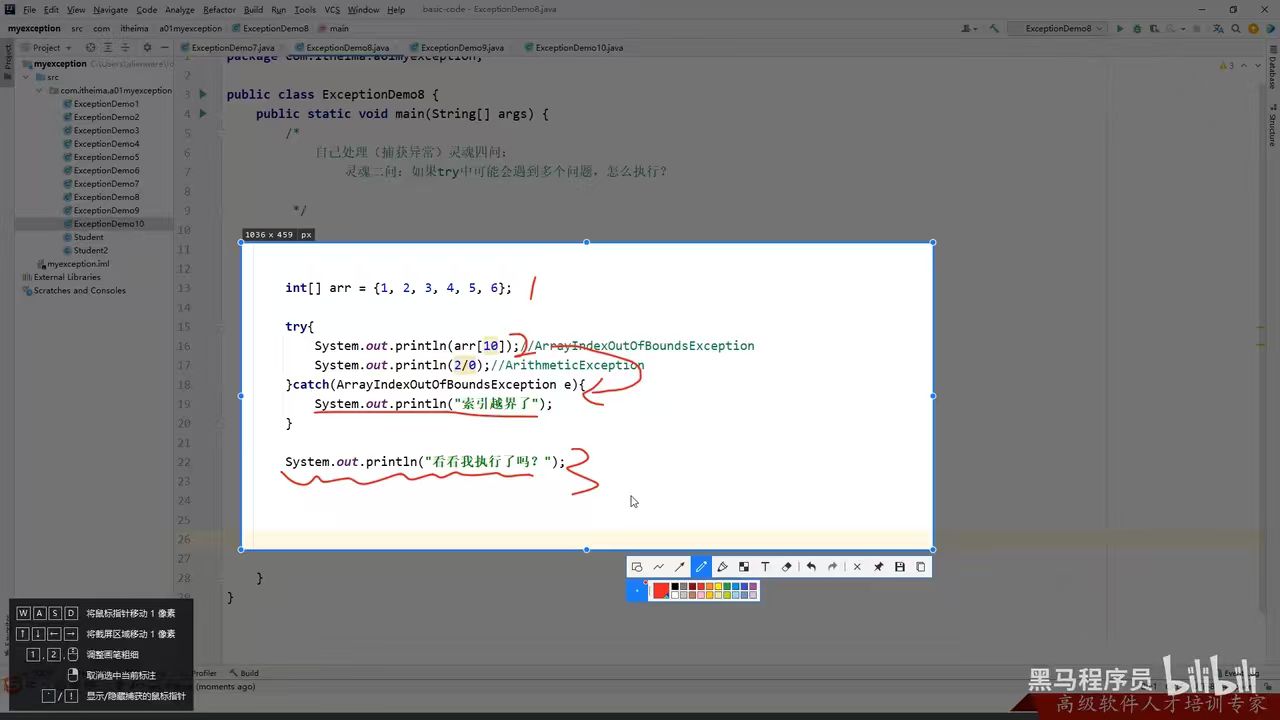 File Edit View Navigate Code Analyze Refactor Build Run Tools VCS Window Help basic-code - ExceptionDemo8.java
myexception src com itheima a01myexception ExceptionDemo8 main ExceptionDemo8
Project ExceptionDemo7.java ExceptionDemo8.java ExceptionDemo9.java ExceptionDemo10.java
myexception
src
com.itheima.a01myexception
ExceptionDemo1
ExceptionDemo2
ExceptionDemo3
ExceptionDemo4
ExceptionDemo5
ExceptionDemo6
ExceptionDemo7
ExceptionDemo8
ExceptionDemo9
ExceptionDemo10
Student
Student2
myexception.iml
External Libraries
Scratches and Consoles
Project
Database
Structure
3
1 package com.itheima.a01myexception;
2
3 public class ExceptionDemo8 {
4 public static void main(String[] args) {
5 /*
6 自己处理（捕获异常）灵魂四问：
7 灵魂二问：如果try中可能会遇到多个问题，怎么执行？
8
9 */
10
1036 x 459 px
11
12
13 int[] arr = {1, 2, 3, 4, 5, 6}; 1
14
15 try{
16 System.out.println(arr[10]);//ArrayIndexOutOfBoundsException 2
17 System.out.println(2/0);//ArithmeticException
18 }catch(ArrayIndexOutOfBoundsException e){
19 System.out.println("索引越界了");
20 }
21
22 System.out.println("看看我执行了吗？"); 3
23
24
25
26
27
28 }
29 }
T
W A S D 将鼠标指针移动 1 像素
↑ ↓ ← → 将截屏区域移动 1 像素
1 , 2 , 调整画笔粗细
取消选中当前标注
/ 显示/隐藏捕获的鼠标指针
Profiler Build
(moments ago)
黑马程序员 bilibili
高级软件人才培训专家